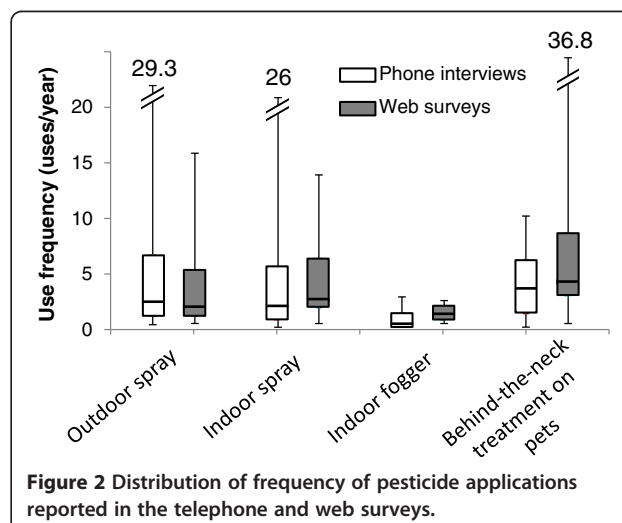 36.8
29.3
26
Phone interviews
Web surveys
Use frequency (uses/year)
20
15
10
5
0
Outdoor spray
Indoor spray
Indoor fogger
Behind-the-neck
treatment on
pets
Figure 2 Distribution of frequency of pesticide applications
reported in the telephone and web surveys.